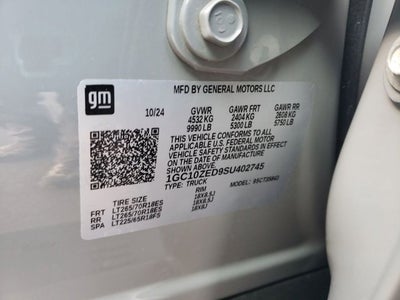 gm
MFD BY GENERAL MOTORS LLC
10/24 GVWR GAWR FRT GAWR RR
4532 KG 2404 KG 2608 KG
9990 LB 5300 LB 5750 LB
THIS VEHICLE CONFORMS TO ALL
APPLICABLE U.S. FEDERAL MOTOR
VEHICLE SAFETY STANDARDS IN
EFFECT ON THE DATE OF
MANUFACTURE SHOWN ABOVE.
1GC10ZED9SU402745
TYPE: TRUCK
TIRE SIZE RIM
FRT LT265/70R18ES 18X8.5J
RR LT265/70R18ES 18X8.5J
SPA LT225/65R18FS 18X8J